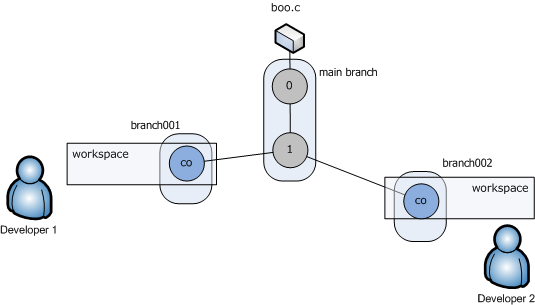 boo.c
0
main branch
1
branch001
workspace
co
Developer 1
branch002
workspace
co
Developer 2